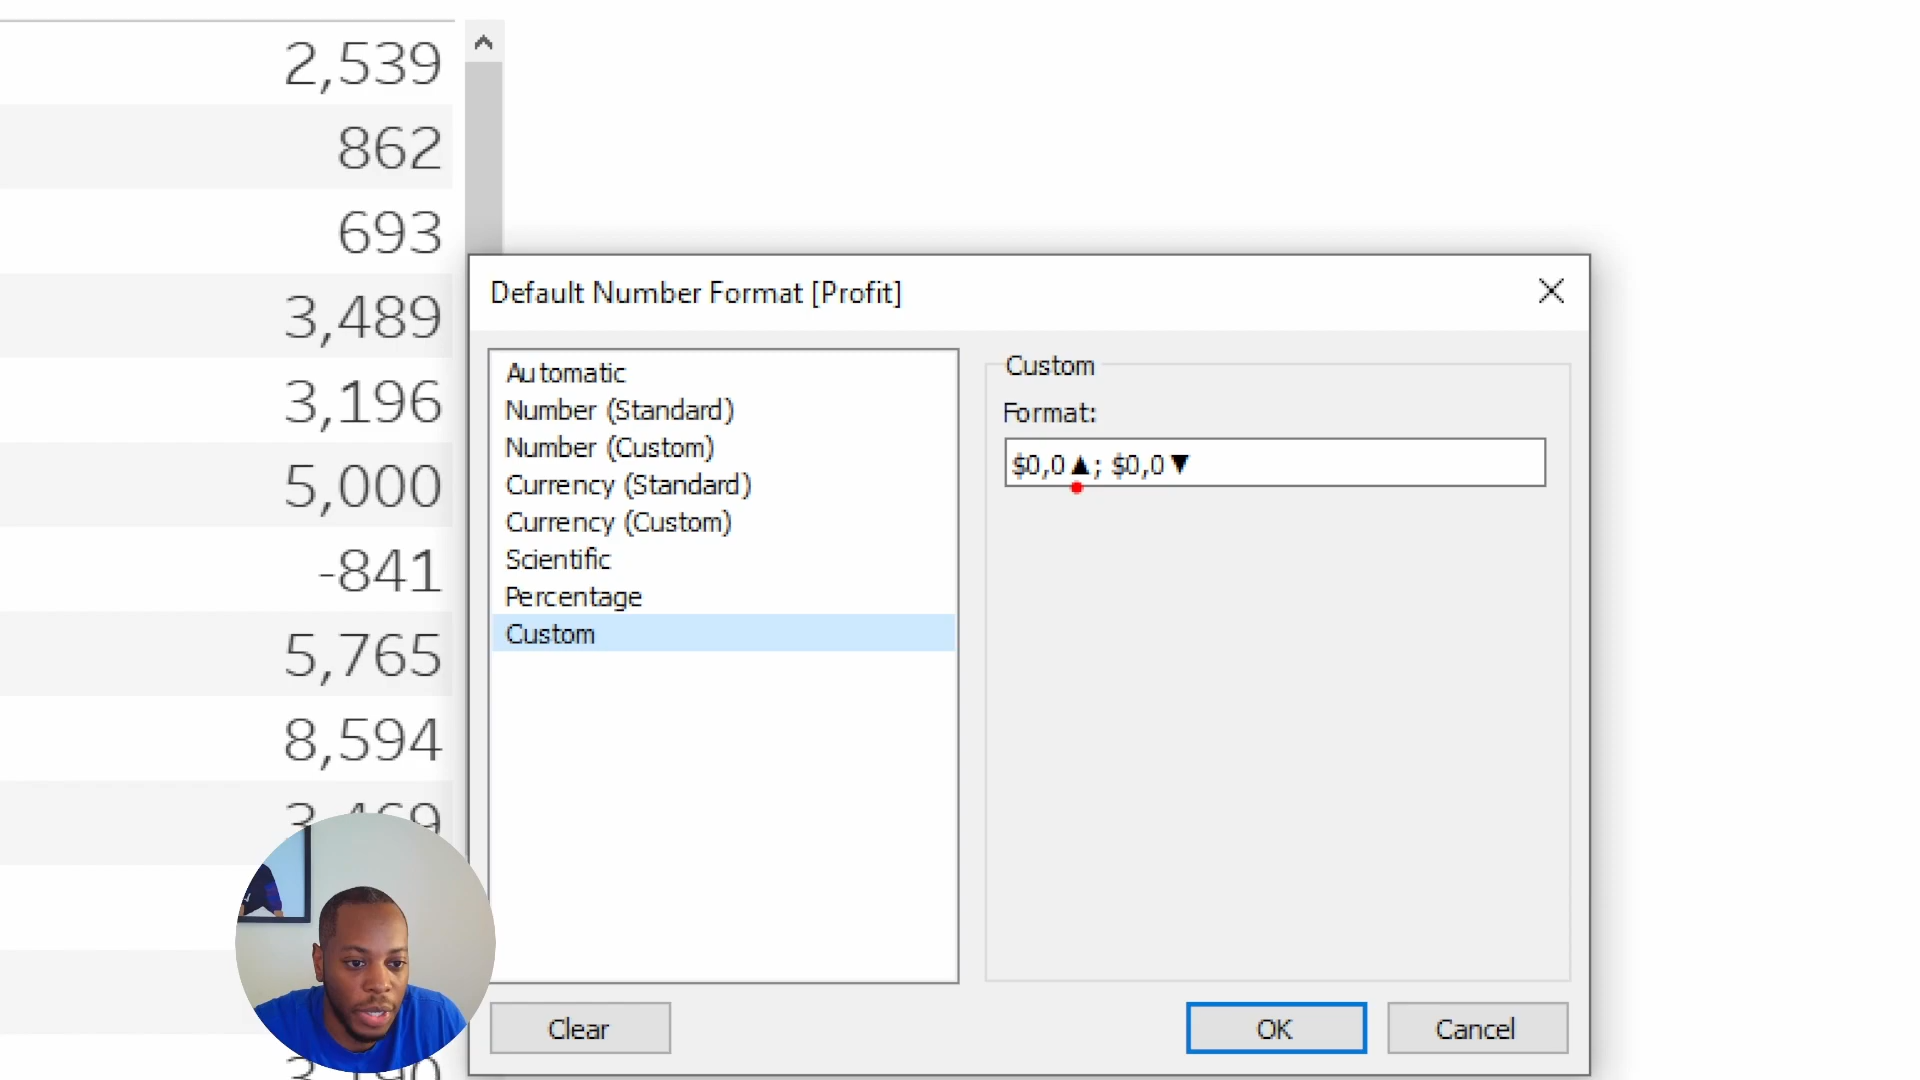 2,539
862
693
3,489
3,196
5,000
-841
5,765
8,594
3,469
Default Number Format [Profit]
Automatic
Number (Standard)
Number (Custom)
Currency (Standard)
Currency (Custom)
Scientific
Percentage
Custom
Custom
Format:
$0,0▲; $0,0▼
Clear
OK
Cancel